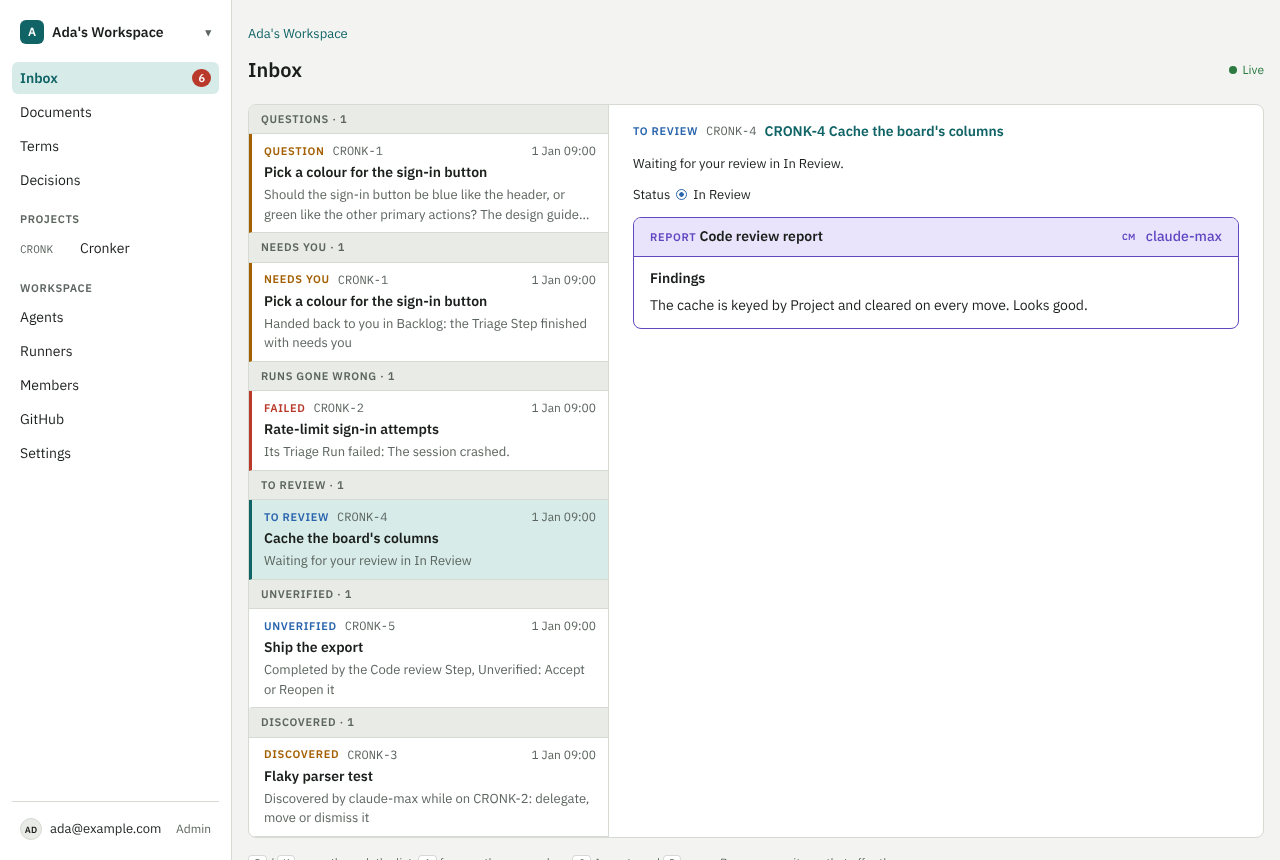 A Ada's Workspace ▾
Inbox 6
Documents
Terms
Decisions
PROJECTS
CRONK Cronker
WORKSPACE
Agents
Runners
Members
GitHub
Settings
AD ada@example.com Admin
Ada's Workspace
Inbox
Live
QUESTIONS · 1
QUESTION CRONK-1 1 Jan 09:00
Pick a colour for the sign-in button
Should the sign-in button be blue like the header, or
green like the other primary actions? The design guide…
NEEDS YOU · 1
NEEDS YOU CRONK-1 1 Jan 09:00
Pick a colour for the sign-in button
Handed back to you in Backlog: the Triage Step finished
with needs you
RUNS GONE WRONG · 1
FAILED CRONK-2 1 Jan 09:00
Rate-limit sign-in attempts
Its Triage Run failed: The session crashed.
TO REVIEW · 1
TO REVIEW CRONK-4 1 Jan 09:00
Cache the board's columns
Waiting for your review in In Review
UNVERIFIED · 1
UNVERIFIED CRONK-5 1 Jan 09:00
Ship the export
Completed by the Code review Step, Unverified: Accept
or Reopen it
DISCOVERED · 1
DISCOVERED CRONK-3 1 Jan 09:00
Flaky parser test
Discovered by claude-max while on CRONK-2: delegate,
move or dismiss it
TO REVIEW CRONK-4 CRONK-4 Cache the board's columns
Waiting for your review in In Review.
Status In Review
REPORT Code review report CM claude-max
Findings
The cache is keyed by Project and cleared on every move. Looks good.